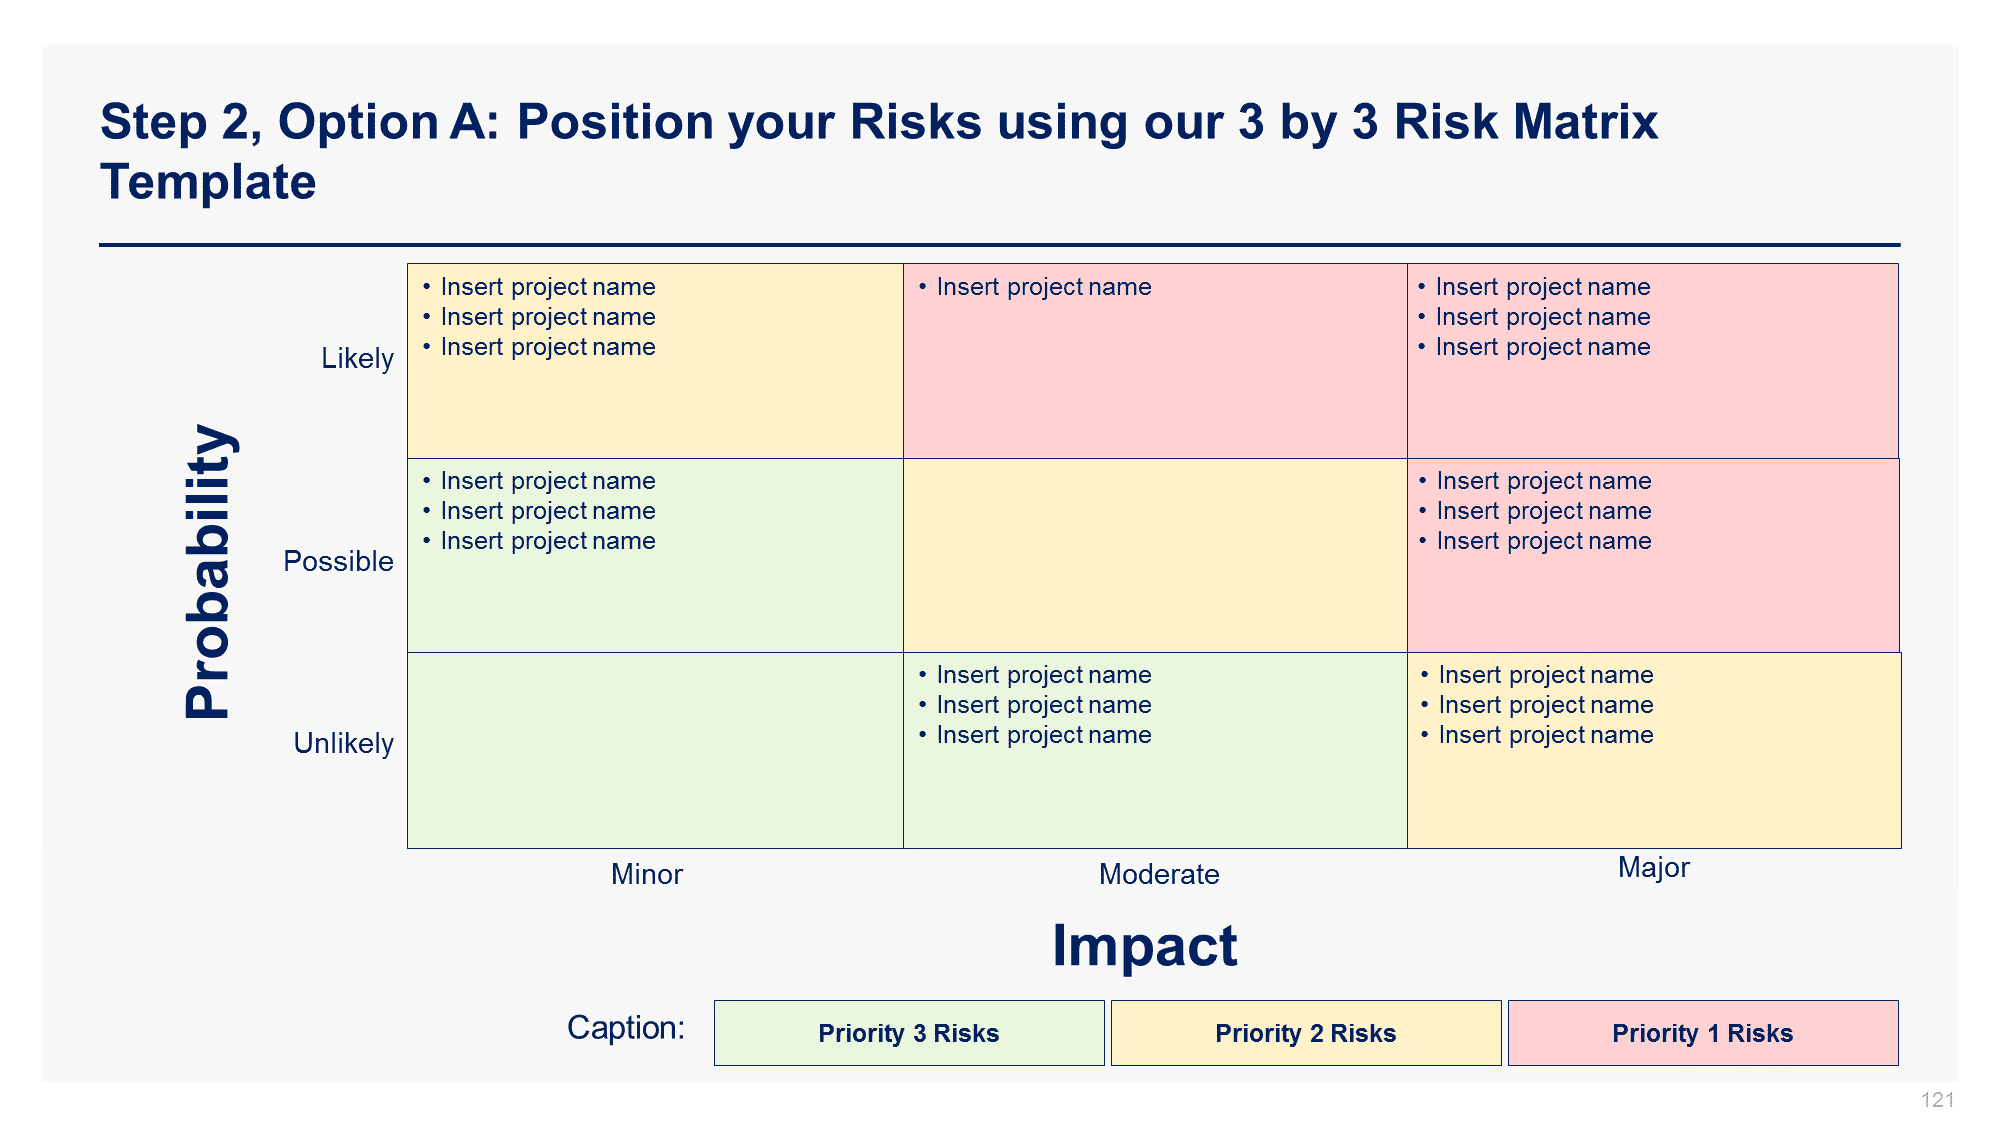 Step 2, Option A: Position your Risks using our 3 by 3 Risk Matrix
Template
Probability
Likely
• Insert project name
• Insert project name
• Insert project name
• Insert project name
• Insert project name
• Insert project name
• Insert project name
Possible
• Insert project name
• Insert project name
• Insert project name
• Insert project name
• Insert project name
• Insert project name
Unlikely
• Insert project name
• Insert project name
• Insert project name
• Insert project name
• Insert project name
• Insert project name
Minor
Moderate
Major
Impact
Caption:
Priority 3 Risks
Priority 2 Risks
Priority 1 Risks
121